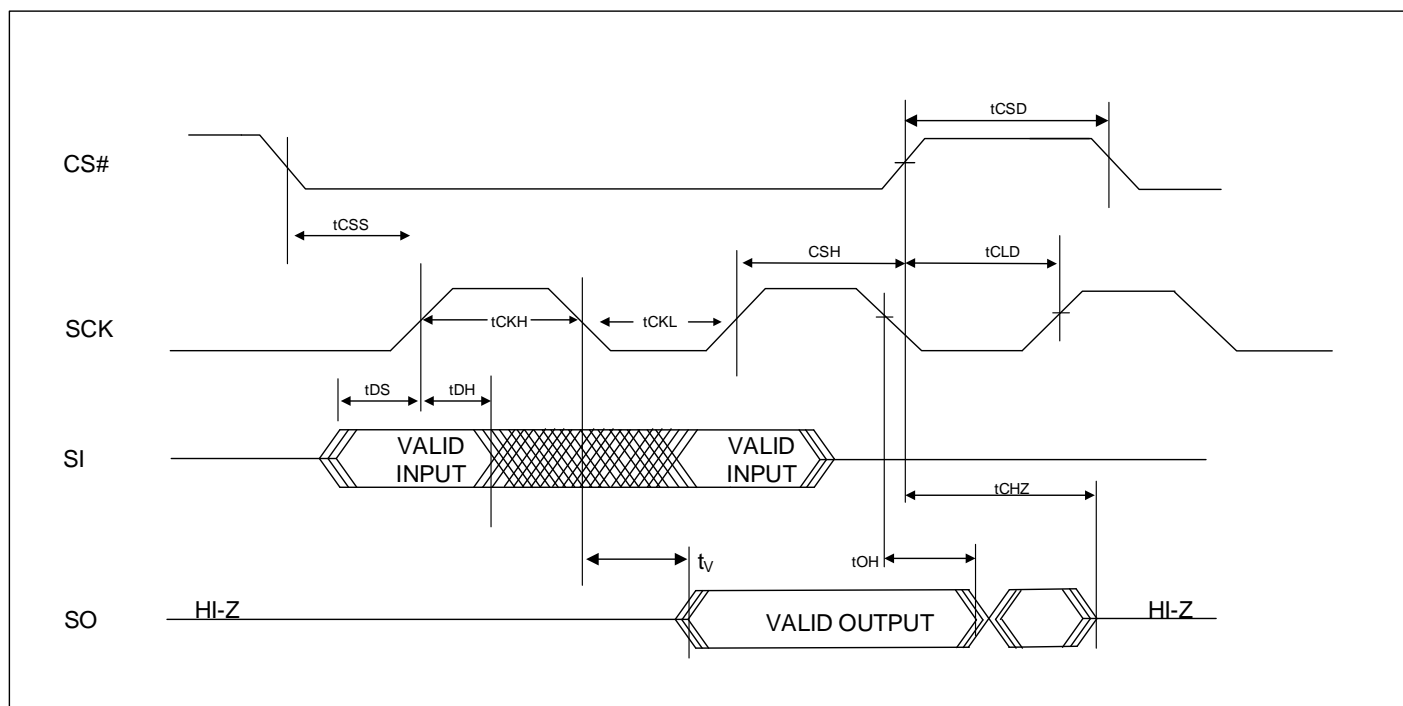 tCSD
CS#
tCSS
CSH
tCLD
SCK
tCKH
tCKL
tDS
tDH
SI
VALID
INPUT
VALID
INPUT
tCHZ
tV
tOH
SO
HI-Z
VALID OUTPUT
HI-Z